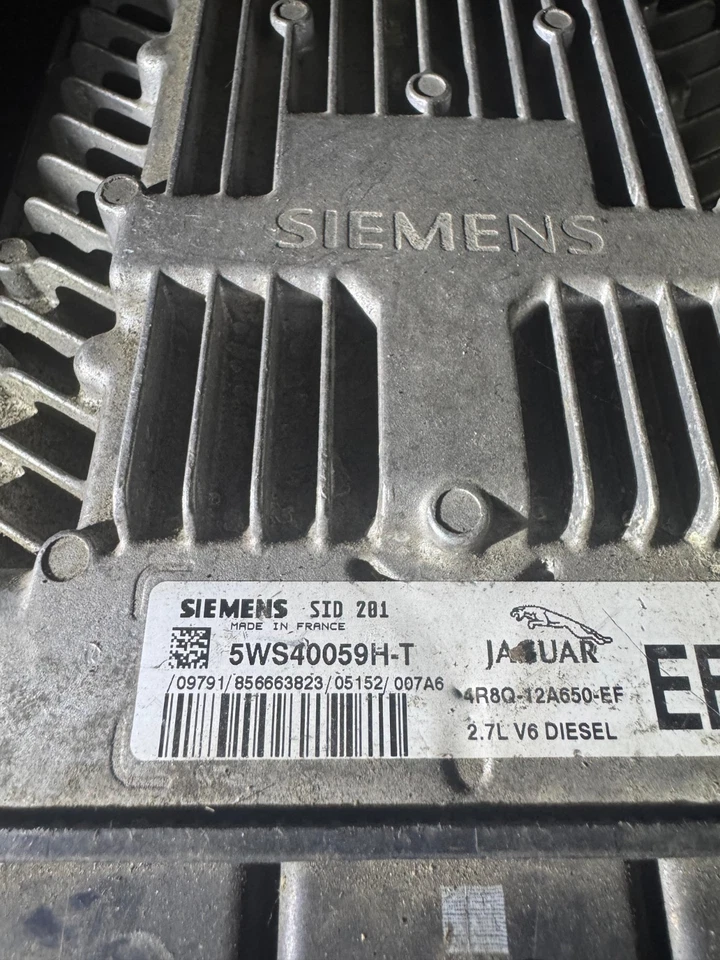 SIEMENS
SIEMENS SID 201
MADE IN FRANCE
5WS40059H-T
JAGUAR
/09791/856663823/05152/007A6
4R8Q-12A650-EF
2.7L V6 DIESEL